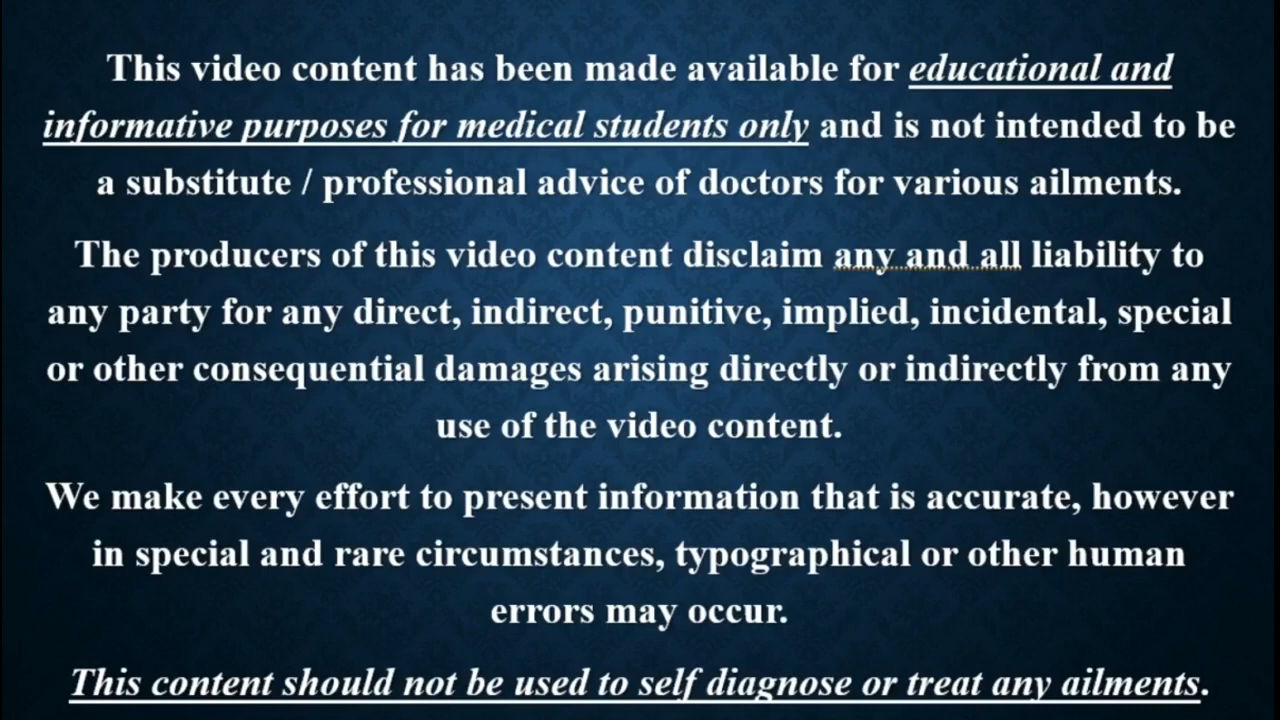 This video content has been made available for educational and
informative purposes for medical students only and is not intended to be
a substitute / professional advice of doctors for various ailments.
The producers of this video content disclaim any and all liability to
any party for any direct, indirect, punitive, implied, incidental, special
or other consequential damages arising directly or indirectly from any
use of the video content.
We make every effort to present information that is accurate, however
in special and rare circumstances, typographical or other human
errors may occur.
This content should not be used to self diagnose or treat any ailments.